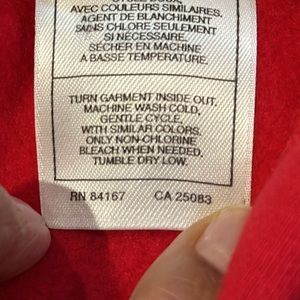 AVEC COULEURS SIMILAIRES.
AGENT DE BLANCHIMENT
SANS CHLORE SEULEMENT
SI NÉCESSAIRE.
SÉCHER EN MACHINE
A BASSE TEMPÉRATURE.
TURN GARMENT INSIDE OUT,
MACHINE WASH COLD,
GENTLE CYCLE,
WITH SIMILAR COLORS.
ONLY NON-CHLORINE
BLEACH WHEN NEEDED.
TUMBLE DRY LOW.
RN 84167 CA 25083